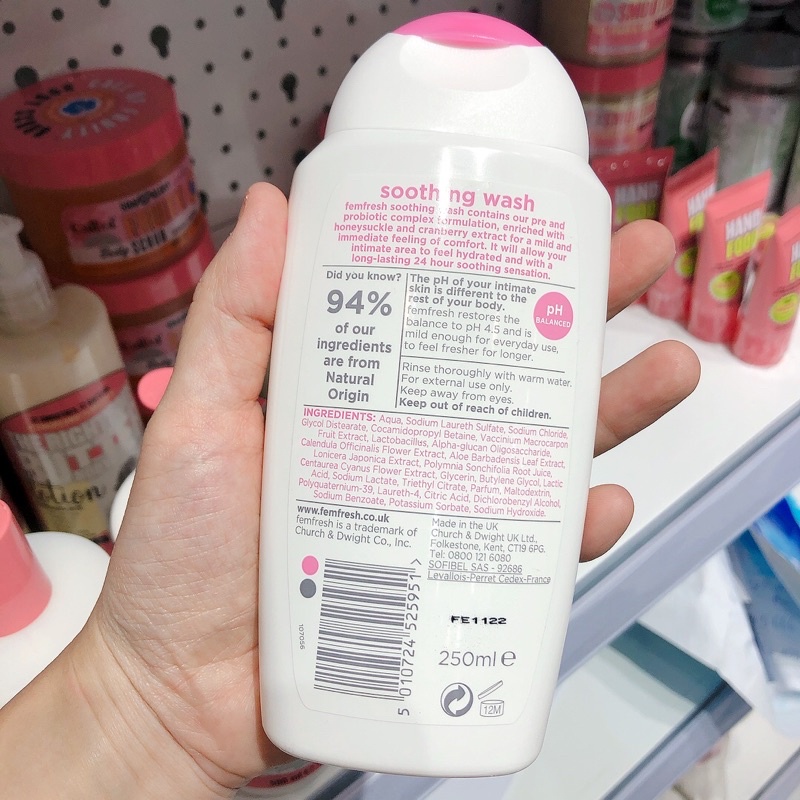 soothing wash
femfresh soothing wash contains our pre and
probiotic complex formulation, enriched with
honeysuckle and cranberry extract for a mild and
immediate feeling of comfort. It will allow your
intimate area to feel hydrated and with a
long-lasting 24 hour soothing sensation.
Did you know?
94%
of our
ingredients
are from
Natural
Origin
The pH of your intimate
skin is different to the
rest of your body.
femfresh restores the
balance to pH 4.5 and is
mild enough for everyday use,
to feel fresher for longer.
pH
BALANCED
Rinse thoroughly with warm water.
For external use only.
Keep away from eyes.
Keep out of reach of children.
INGREDIENTS: Aqua, Sodium Laureth Sulfate, Sodium Chloride,
Glycol Distearate, Cocamidopropyl Betaine, Vaccinium Macrocarpon
Fruit Extract, Lactobacillus, Alpha-glucan Oligosaccharide,
Calendula Officinalis Flower Extract, Aloe Barbadensis Leaf Extract,
Lonicera Japonica Extract, Polymnia Sonchifolia Root Juice,
Centaurea Cyanus Flower Extract, Glycerin, Butylene Glycol, Lactic
Acid, Sodium Lactate, Triethyl Citrate, Parfum, Maltodextrin,
Polyquaternium-39, Laureth-4, Citric Acid, Dichlorobenzyl Alcohol,
Sodium Benzoate, Potassium Sorbate, Sodium Hydroxide.
www.femfresh.co.uk
femfresh is a trademark of
Church & Dwight Co., Inc.
Made in the UK
Church & Dwight UK Ltd.,
Folkestone, Kent, CT19 6PG.
Tel: 0800 121 6080
SOFIBEL SAS - 92686
Levallois-Perret Cedex-France
107056
5 010724 525951 >
FE1122
250ml e
12M
HAND
FOOD
HAND
FOOD
HAND
FOOD
SCRUB